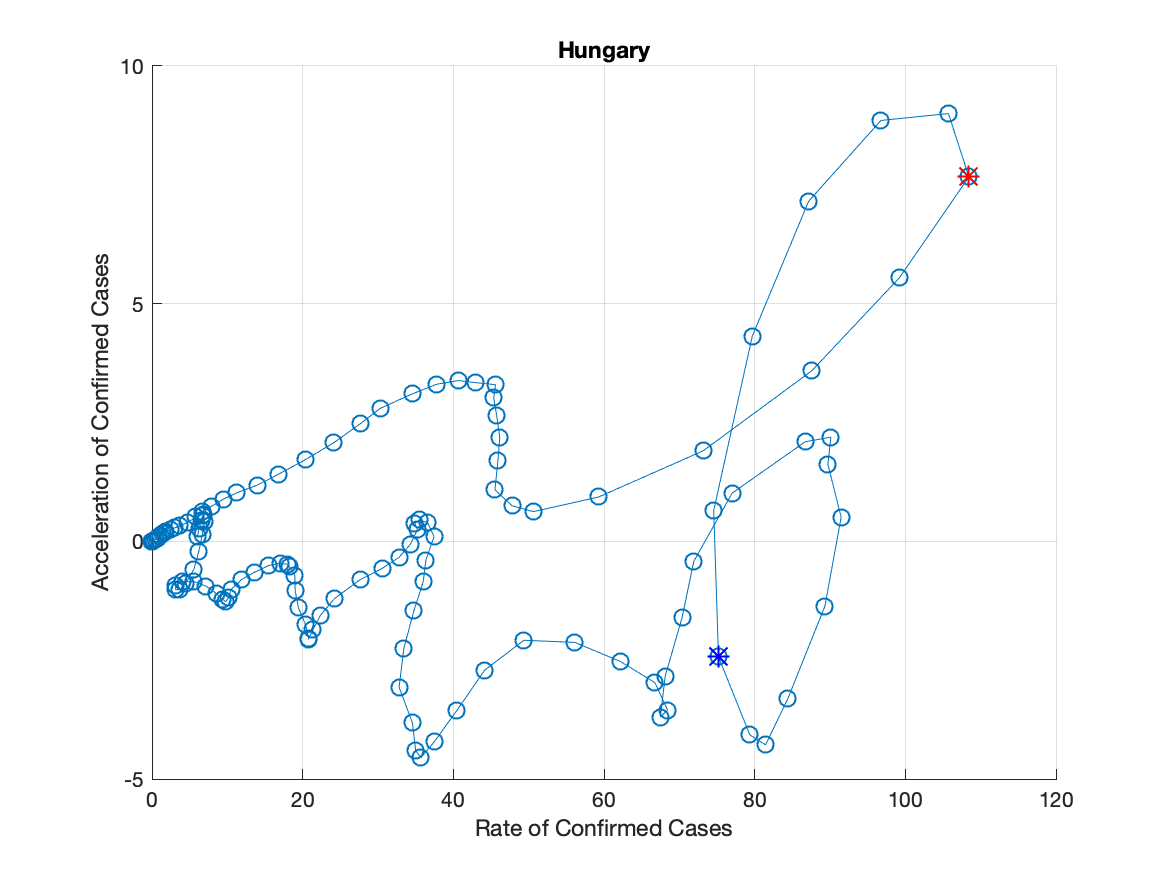 Hungary
10
5
0
-5
Acceleration of Confirmed Cases
0 20 40 60 80 100 120
Rate of Confirmed Cases